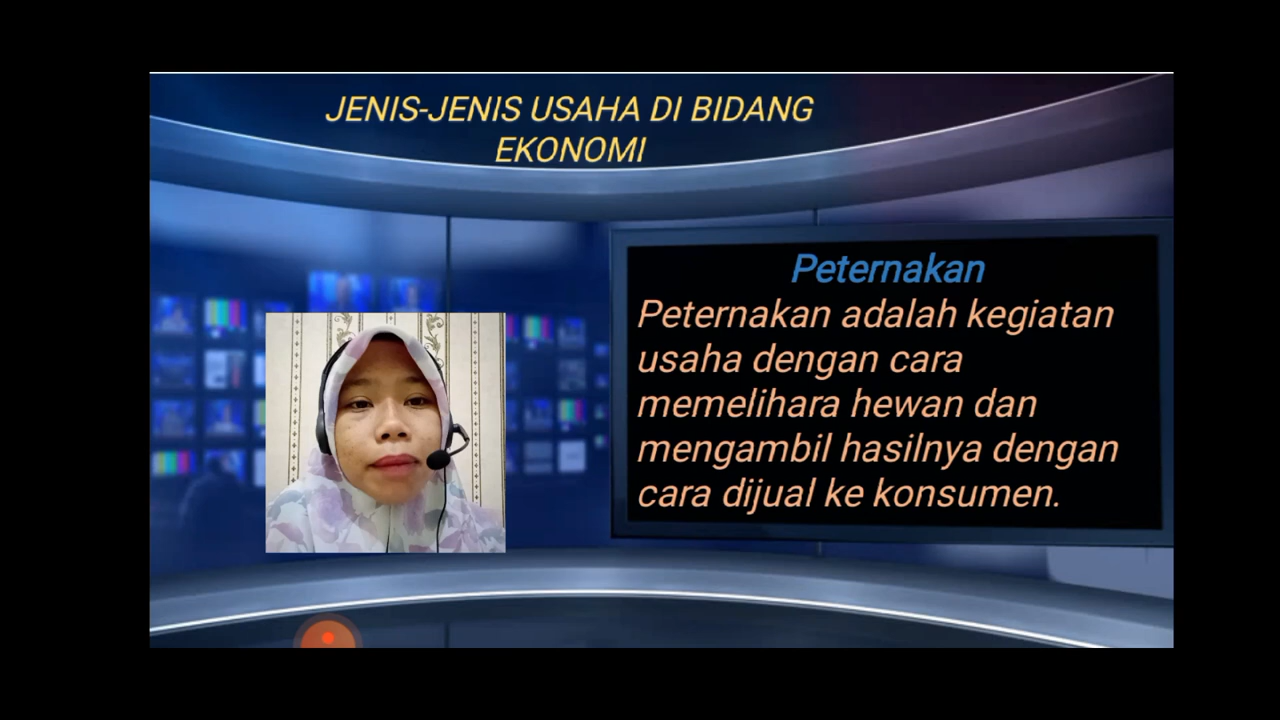 JENIS-JENIS USAHA DI BIDANG
EKONOMI
Peternakan
Peternakan adalah kegiatan
usaha dengan cara
memelihara hewan dan
mengambil hasilnya dengan
cara dijual ke konsumen.